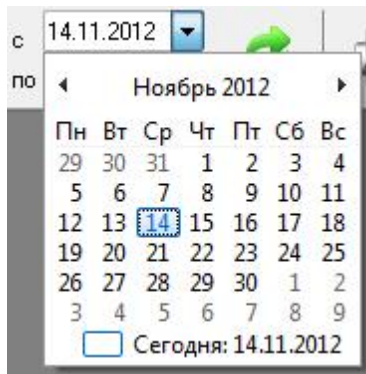 с 14.11.2012
по
Ноябрь 2012
Пн Вт Ср Чт Пт Сб Вс
29 30 31 1 2 3 4
5 6 7 8 9 10 11
12 13 14 15 16 17 18
19 20 21 22 23 24 25
26 27 28 29 30 1 2
3 4 5 6 7 8 9
Сегодня: 14.11.2012